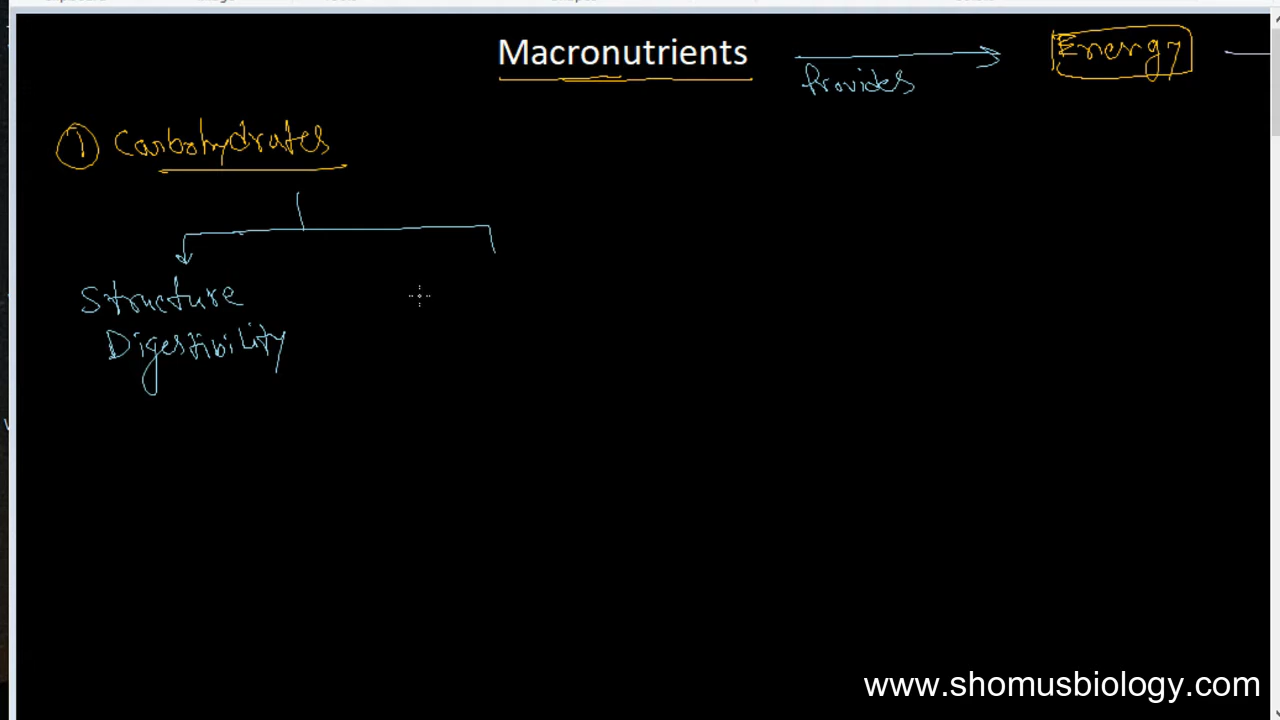 Macronutrients
Provides
Energy
① Carbohydrates
Structure
Digestibility
www.shomusbiology.com